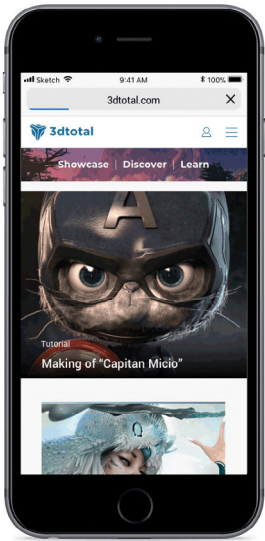 Sketch 9:41 AM 100%
3dtotal.com
3dtotal
Showcase | Discover | Learn
A
Tutorial
Making of “Capitan Micio”